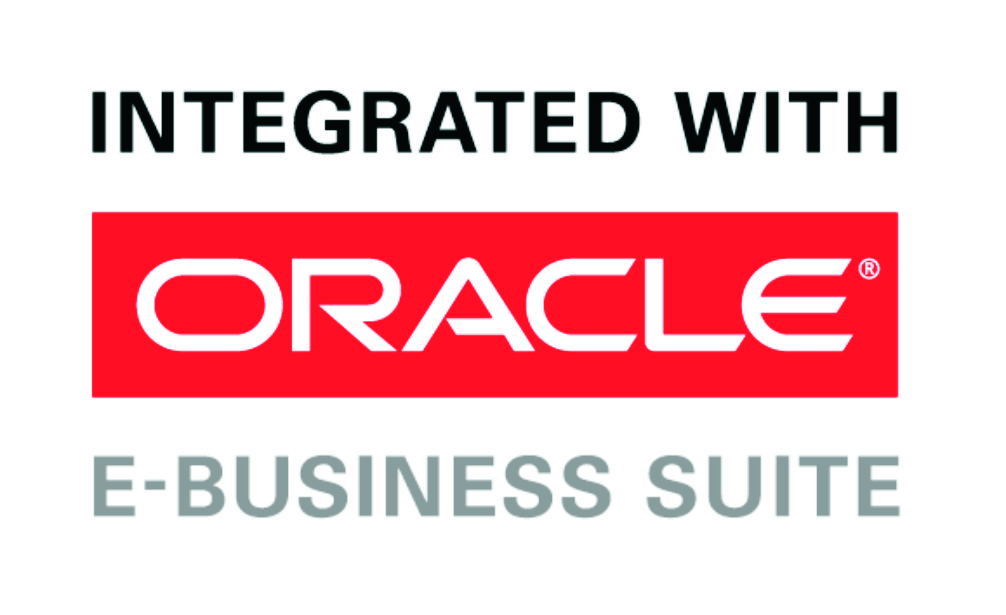 INTEGRATED WITH
ORACLE®
E-BUSINESS SUITE